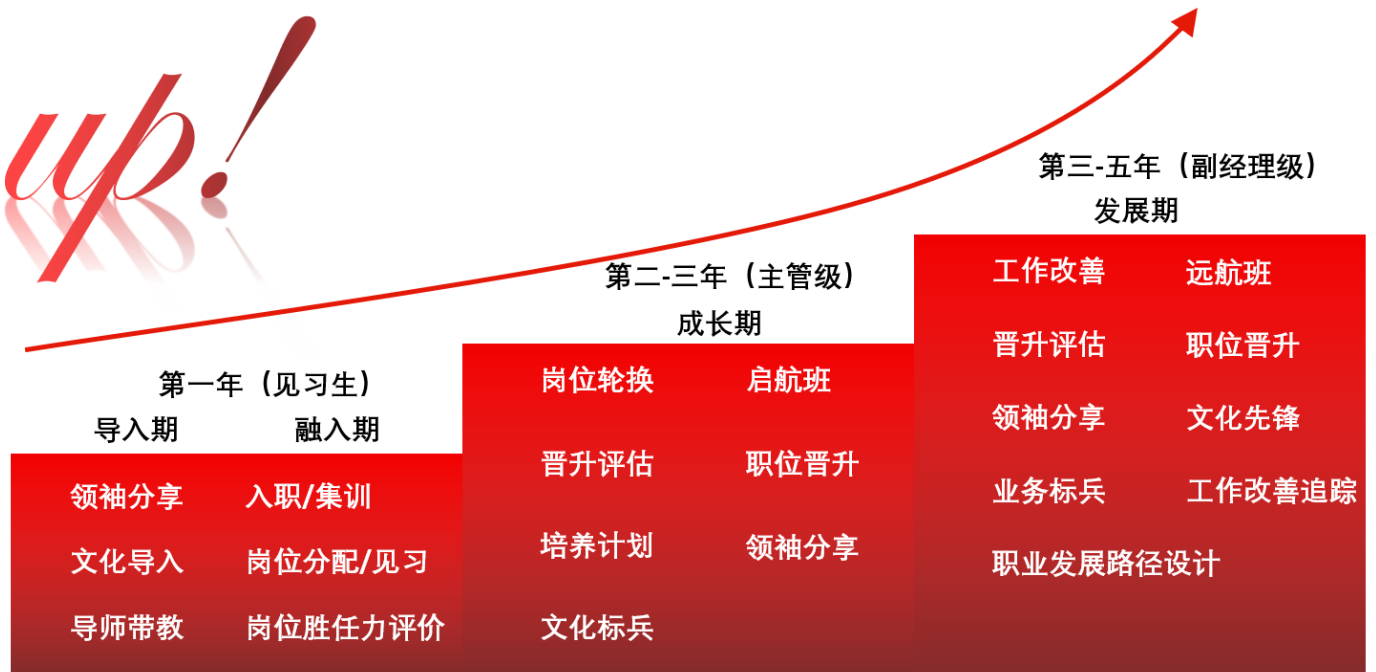 up!
第三-五年（副经理级）
发展期
工作改善 远航班
晋升评估 职位晋升
领袖分享 文化先锋
业务标兵 工作改善追踪
职业发展路径设计
第二-三年（主管级）
成长期
岗位轮换 启航班
晋升评估 职位晋升
培养计划 领袖分享
文化标兵
第一年（见习生）
导入期 融入期
领袖分享 入职/集训
文化导入 岗位分配/见习
导师带教 岗位胜任力评价